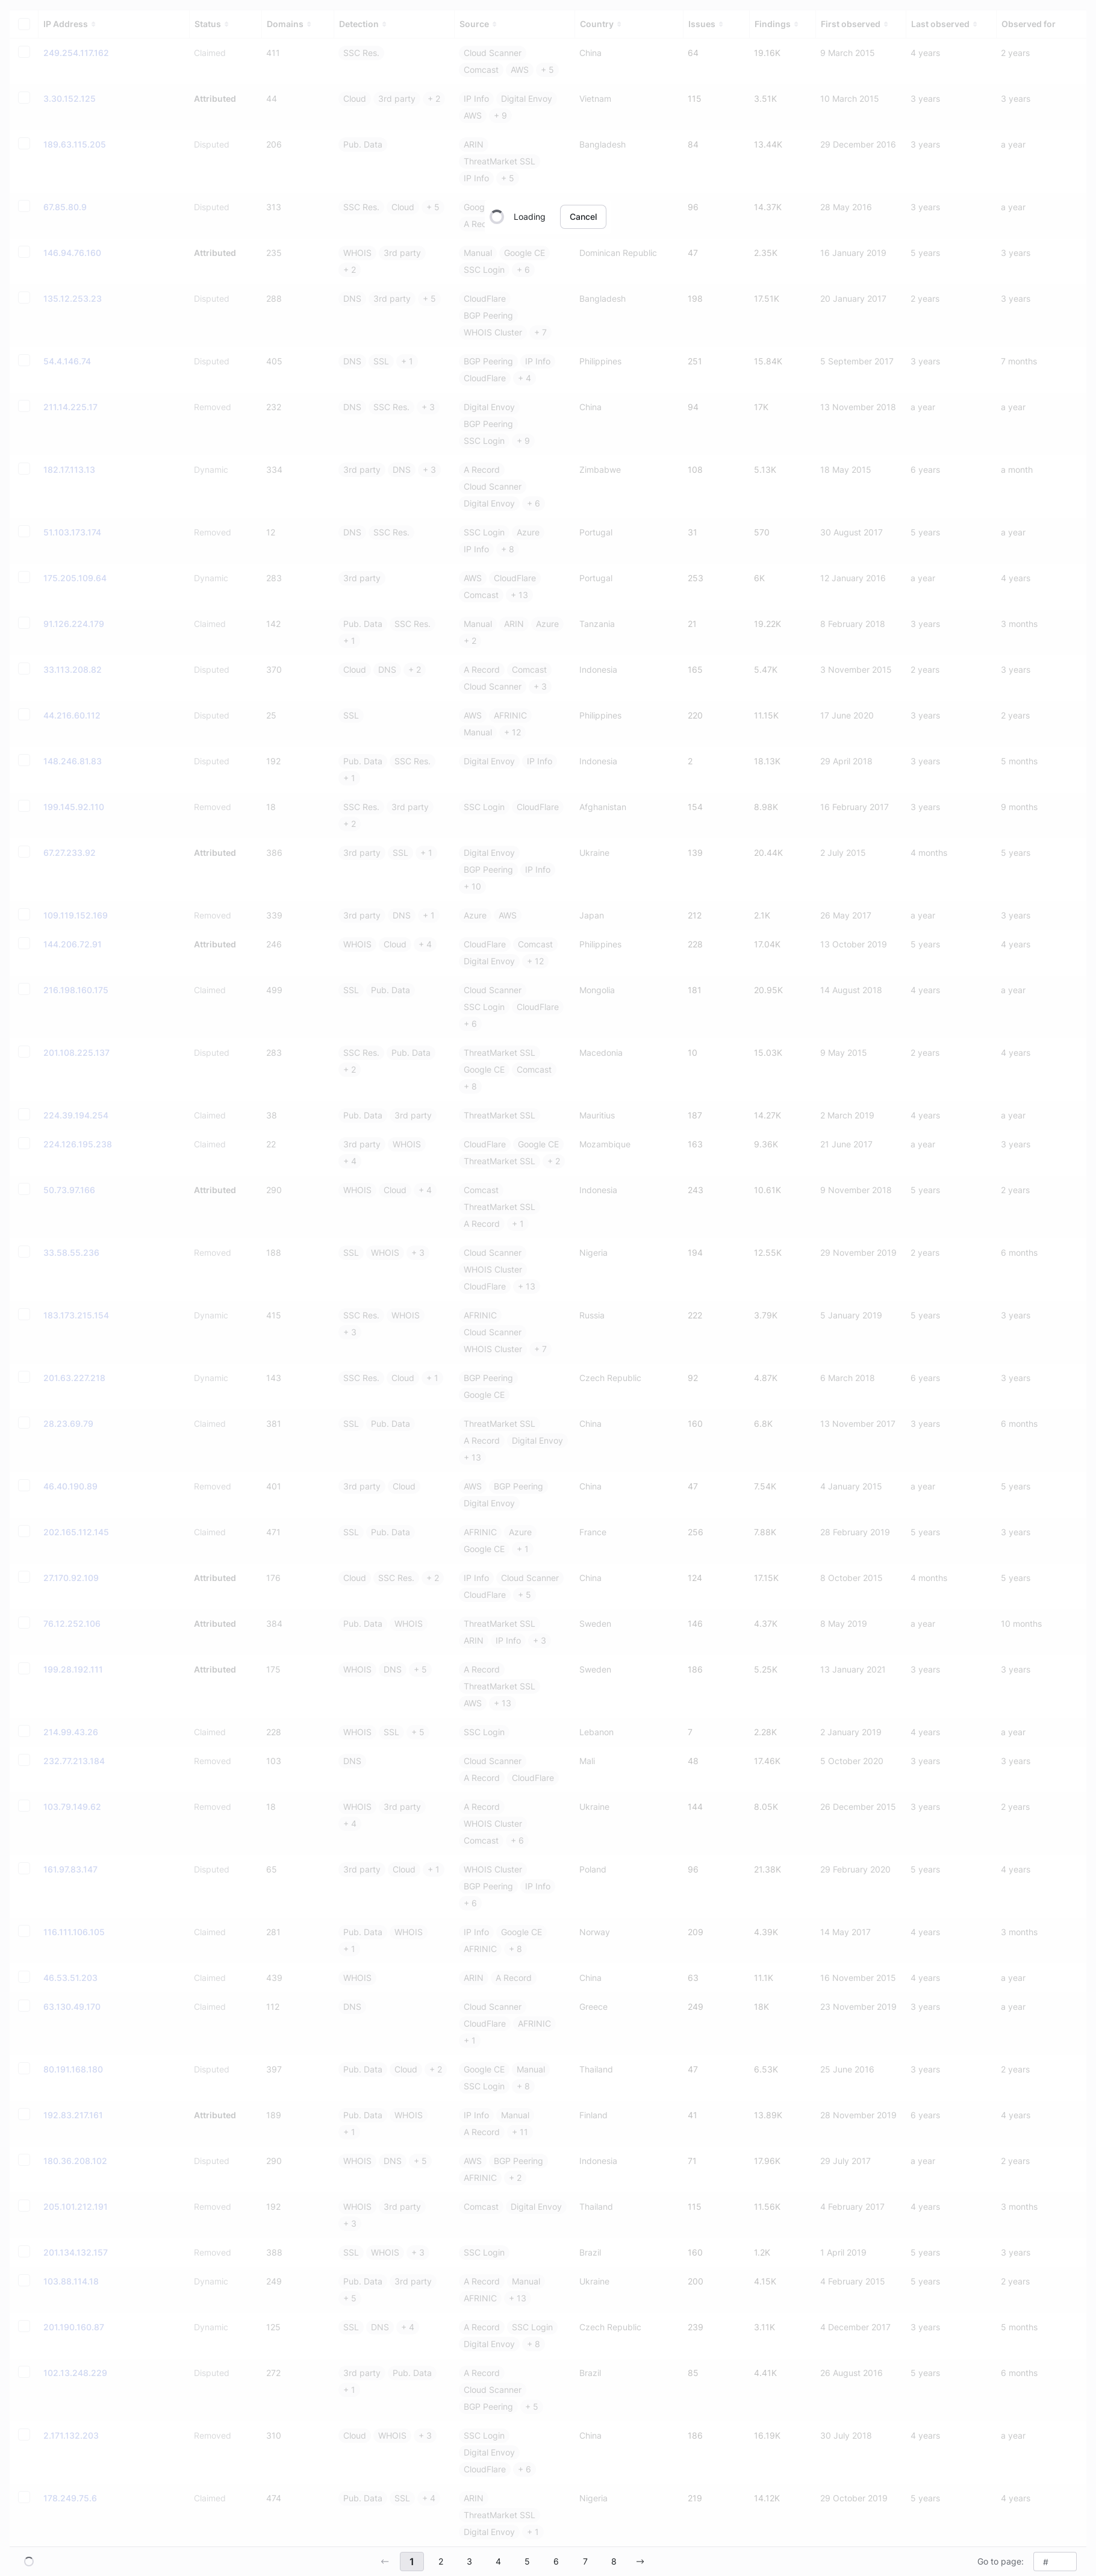 IP Address Status Domains Detection Source Country Issues Findings First observed Last observed Observed for
249.254.117.162 Claimed 411 SSC Res. Cloud Scanner China 64 19.16K 9 March 2015 4 years 2 years
Comcast AWS + 5
3.30.152.125 Attributed 44 Cloud 3rd party + 2 IP Info Digital Envoy Vietnam 115 3.51K 10 March 2015 3 years 3 years
AWS + 9
189.63.115.205 Disputed 206 Pub. Data ARIN Bangladesh 84 13.44K 29 December 2016 3 years a year
ThreatMarket SSL
IP Info + 5
67.85.80.9 Disputed 313 SSC Res. Cloud + 5 Goog 96 14.37K 28 May 2016 3 years a year
Loading Cancel
A Rec
146.94.76.160 Attributed 235 WHOIS 3rd party Manual Google CE Dominican Republic 47 2.35K 16 January 2019 5 years 3 years
+ 2 SSC Login + 6
135.12.253.23 Disputed 288 DNS 3rd party + 5 CloudFlare Bangladesh 198 17.51K 20 January 2017 2 years 3 years
BGP Peering
WHOIS Cluster + 7
54.4.146.74 Disputed 405 DNS SSL + 1 BGP Peering IP Info Philippines 251 15.84K 5 September 2017 3 years 7 months
CloudFlare + 4
211.14.225.17 Removed 232 DNS SSC Res. + 3 Digital Envoy China 94 17K 13 November 2018 a year a year
BGP Peering
SSC Login + 9
182.17.113.13 Dynamic 334 3rd party DNS + 3 A Record Zimbabwe 108 5.13K 18 May 2015 6 years a month
Cloud Scanner
Digital Envoy + 6
51.103.173.174 Removed 12 DNS SSC Res. SSC Login Azure Portugal 31 570 30 August 2017 5 years a year
IP Info + 8
175.205.109.64 Dynamic 283 3rd party AWS CloudFlare Portugal 253 6K 12 January 2016 a year 4 years
Comcast + 13
91.126.224.179 Claimed 142 Pub. Data SSC Res. Manual ARIN Azure Tanzania 21 19.22K 8 February 2018 3 years 3 months
+ 1 + 2
33.113.208.82 Disputed 370 Cloud DNS + 2 A Record Comcast Indonesia 165 5.47K 3 November 2015 2 years 3 years
Cloud Scanner + 3
44.216.60.112 Disputed 25 SSL AWS AFRINIC Philippines 220 11.15K 17 June 2020 3 years 2 years
Manual + 12
148.246.81.83 Disputed 192 Pub. Data SSC Res. Digital Envoy IP Info Indonesia 2 18.13K 29 April 2018 3 years 5 months
+ 1
199.145.92.110 Removed 18 SSC Res. 3rd party SSC Login CloudFlare Afghanistan 154 8.98K 16 February 2017 3 years 9 months
+ 2
67.27.233.92 Attributed 386 3rd party SSL + 1 Digital Envoy Ukraine 139 20.44K 2 July 2015 4 months 5 years
BGP Peering IP Info
+ 10
109.119.152.169 Removed 339 3rd party DNS + 1 Azure AWS Japan 212 2.1K 26 May 2017 a year 3 years
144.206.72.91 Attributed 246 WHOIS Cloud + 4 CloudFlare Comcast Philippines 228 17.04K 13 October 2019 5 years 4 years
Digital Envoy + 12
216.198.160.175 Claimed 499 SSL Pub. Data Cloud Scanner Mongolia 181 20.95K 14 August 2018 4 years a year
SSC Login CloudFlare
+ 6
201.108.225.137 Disputed 283 SSC Res. Pub. Data ThreatMarket SSL Macedonia 10 15.03K 9 May 2015 2 years 4 years
+ 2 Google CE Comcast
+ 8
224.39.194.254 Claimed 38 Pub. Data 3rd party ThreatMarket SSL Mauritius 187 14.27K 2 March 2019 4 years a year
224.126.195.238 Claimed 22 3rd party WHOIS CloudFlare Google CE Mozambique 163 9.36K 21 June 2017 a year 3 years
+ 4 ThreatMarket SSL + 2
50.73.97.166 Attributed 290 WHOIS Cloud + 4 Comcast Indonesia 243 10.61K 9 November 2018 5 years 2 years
ThreatMarket SSL
A Record + 1
33.58.55.236 Removed 188 SSL WHOIS + 3 Cloud Scanner Nigeria 194 12.55K 29 November 2019 2 years 6 months
WHOIS Cluster
CloudFlare + 13
183.173.215.154 Dynamic 415 SSC Res. WHOIS AFRINIC Russia 222 3.79K 5 January 2019 5 years 3 years
+ 3 Cloud Scanner
WHOIS Cluster + 7
201.63.227.218 Dynamic 143 SSC Res. Cloud + 1 BGP Peering Czech Republic 92 4.87K 6 March 2018 6 years 3 years
Google CE
28.23.69.79 Claimed 381 SSL Pub. Data ThreatMarket SSL China 160 6.8K 13 November 2017 3 years 6 months
A Record Digital Envoy
+ 13
46.40.190.89 Removed 401 3rd party Cloud AWS BGP Peering China 47 7.54K 4 January 2015 a year 5 years
Digital Envoy
202.165.112.145 Claimed 471 SSL Pub. Data AFRINIC Azure France 256 7.88K 28 February 2019 5 years 3 years
Google CE + 1
27.170.92.109 Attributed 176 Cloud SSC Res. + 2 IP Info Cloud Scanner China 124 17.15K 8 October 2015 4 months 5 years
CloudFlare + 5
76.12.252.106 Attributed 384 Pub. Data WHOIS ThreatMarket SSL Sweden 146 4.37K 8 May 2019 a year 10 months
ARIN IP Info + 3
199.28.192.111 Attributed 175 WHOIS DNS + 5 A Record Sweden 186 5.25K 13 January 2021 3 years 3 years
ThreatMarket SSL
AWS + 13
214.99.43.26 Claimed 228 WHOIS SSL + 5 SSC Login Lebanon 7 2.28K 2 January 2019 4 years a year
232.77.213.184 Removed 103 DNS Cloud Scanner Mali 48 17.46K 5 October 2020 3 years 3 years
A Record CloudFlare
103.79.149.62 Removed 18 WHOIS 3rd party A Record Ukraine 144 8.05K 26 December 2015 3 years 2 years
+ 4 WHOIS Cluster
Comcast + 6
161.97.83.147 Disputed 65 3rd party Cloud + 1 WHOIS Cluster Poland 96 21.38K 29 February 2020 5 years 4 years
BGP Peering IP Info
+ 6
116.111.106.105 Claimed 281 Pub. Data WHOIS IP Info Google CE Norway 209 4.39K 14 May 2017 4 years 3 months
+ 1 AFRINIC + 8
46.53.51.203 Claimed 439 WHOIS ARIN A Record China 63 11.1K 16 November 2015 4 years a year
63.130.49.170 Claimed 112 DNS Cloud Scanner Greece 249 18K 23 November 2019 3 years a year
CloudFlare AFRINIC
+ 1
80.191.168.180 Disputed 397 Pub. Data Cloud + 2 Google CE Manual Thailand 47 6.53K 25 June 2016 3 years 2 years
SSC Login + 8
192.83.217.161 Attributed 189 Pub. Data WHOIS IP Info Manual Finland 41 13.89K 28 November 2019 6 years 4 years
+ 1 A Record + 11
180.36.208.102 Disputed 290 WHOIS DNS + 5 AWS BGP Peering Indonesia 71 17.96K 29 July 2017 a year 2 years
AFRINIC + 2
205.101.212.191 Removed 192 WHOIS 3rd party Comcast Digital Envoy Thailand 115 11.56K 4 February 2017 4 years 3 months
+ 3
201.134.132.157 Removed 388 SSL WHOIS + 3 SSC Login Brazil 160 1.2K 1 April 2019 5 years 3 years
103.88.114.16 Dynamic 249 Pub. Data 3rd party A Record Manual Ukraine 200 4.15K 4 February 2015 5 years 2 years
+ 5 AFRINIC + 13
201.190.160.87 Dynamic 125 SSL DNS + 4 A Record SSC Login Czech Republic 239 3.11K 4 December 2017 3 years 5 months
Digital Envoy + 8
102.13.248.229 Disputed 272 3rd party Pub. Data A Record Brazil 85 4.41K 26 August 2016 5 years 6 months
+ 1 Cloud Scanner
BGP Peering + 5
2.171.132.203 Removed 310 Cloud WHOIS + 3 SSC Login China 186 16.19K 30 July 2018 4 years a year
Digital Envoy
CloudFlare + 6
178.249.75.6 Claimed 474 Pub. Data SSL + 4 ARIN Nigeria 219 14.12K 29 October 2019 5 years 4 years
ThreatMarket SSL
Digital Envoy + 1
← 1 2 3 4 5 6 7 8 → Go to page: #